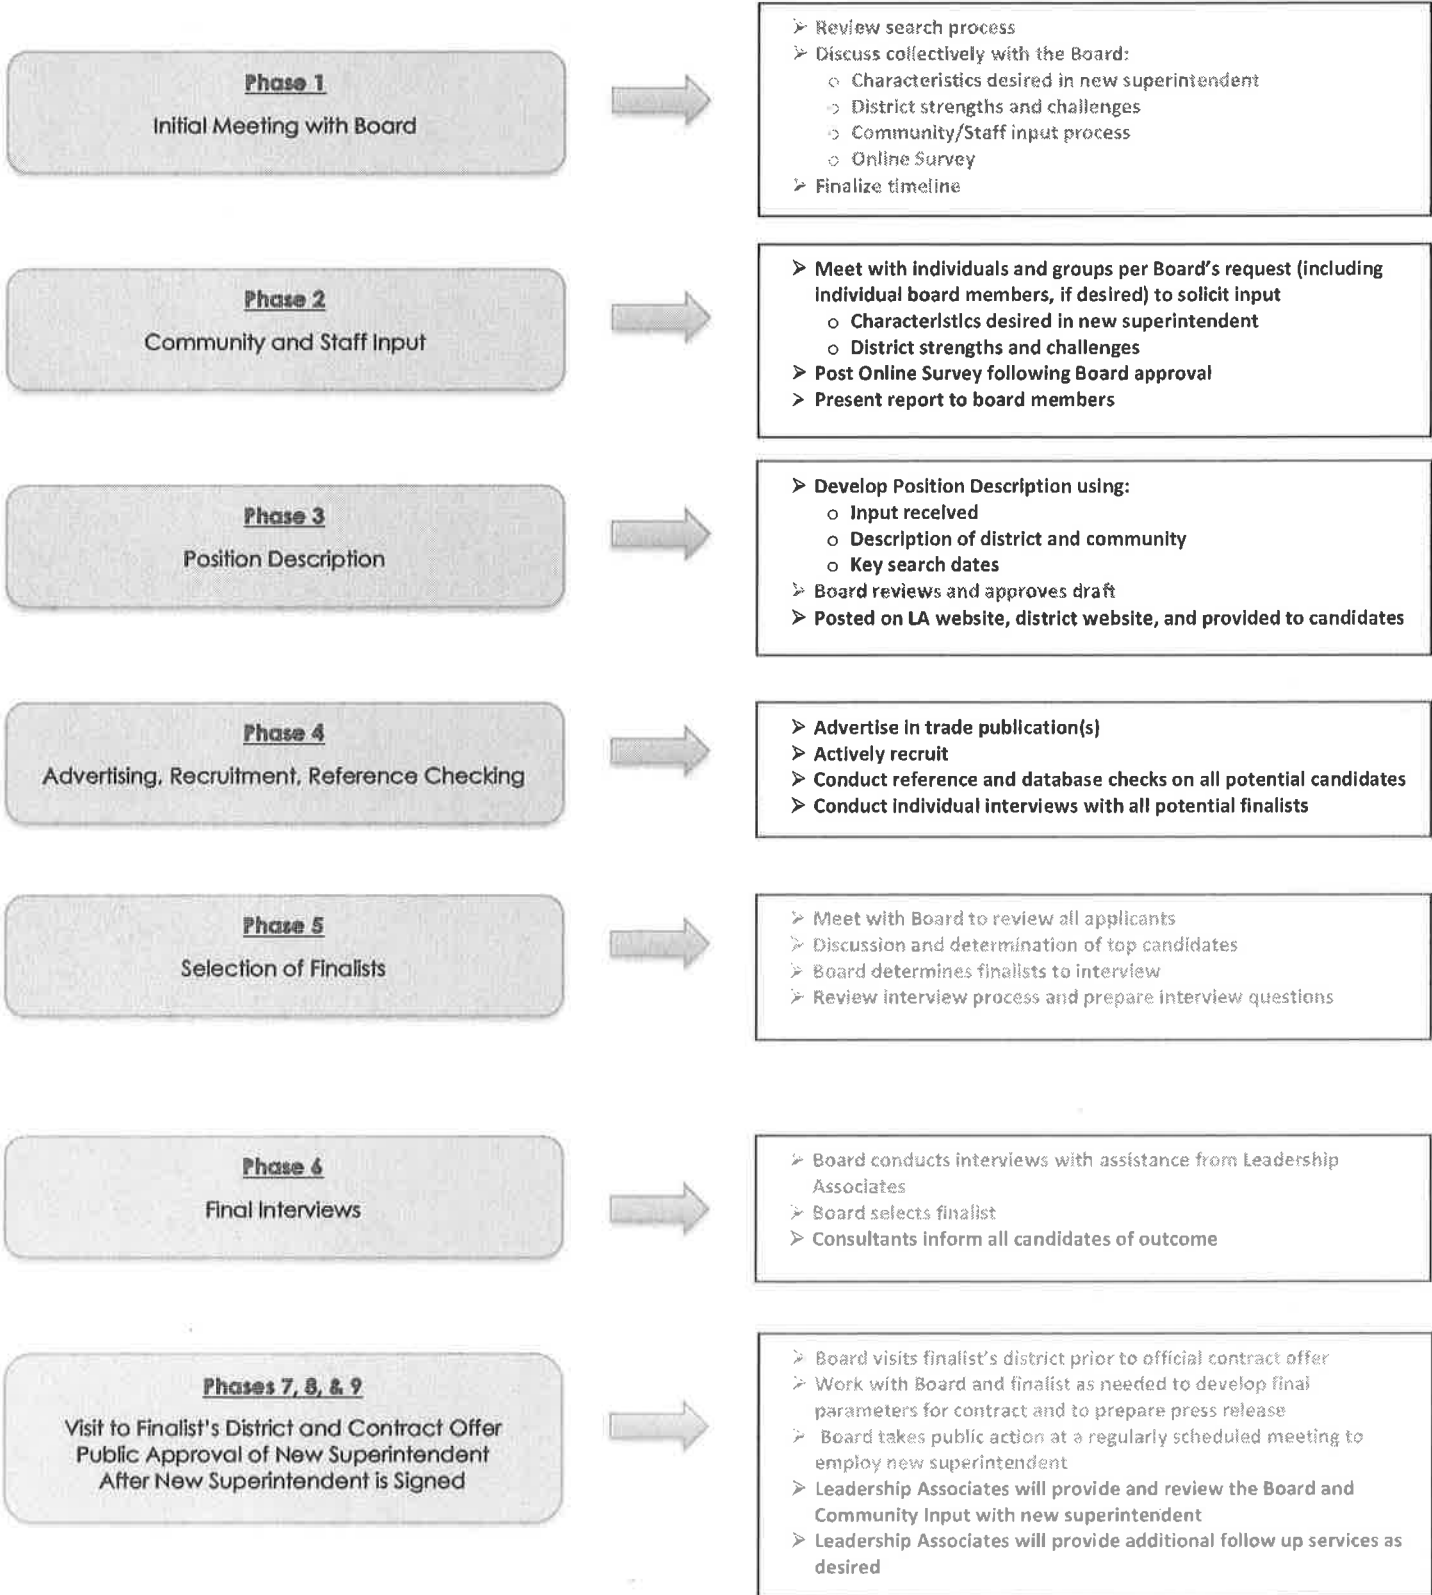 Phase 1
Initial Meeting with Board
➢ Review search process
➢ Discuss collectively with the Board:
o Characteristics desired in new superintendent
o District strengths and challenges
o Community/Staff input process
o Online Survey
➢ Finalize timeline
Phase 2
Community and Staff Input
➢ Meet with individuals and groups per Board's request (including
individual board members, if desired) to solicit input
o Characteristics desired in new superintendent
o District strengths and challenges
➢ Post Online Survey following Board approval
➢ Present report to board members
Phase 3
Position Description
➢ Develop Position Description using:
o Input received
o Description of district and community
o Key search dates
➢ Board reviews and approves draft
➢ Posted on LA website, district website, and provided to candidates
Phase 4
Advertising, Recruitment, Reference Checking
➢ Advertise in trade publication(s)
➢ Actively recruit
➢ Conduct reference and database checks on all potential candidates
➢ Conduct individual interviews with all potential finalists
Phase 5
Selection of Finalists
➢ Meet with Board to review all applicants
➢ Discussion and determination of top candidates
➢ Board determines finalists to interview
➢ Review interview process and prepare interview questions
Phase 6
Final Interviews
➢ Board conducts interviews with assistance from Leadership
Associates
➢ Board selects finalist
➢ Consultants inform all candidates of outcome
Phases 7, 8, & 9
Visit to Finalist's District and Contract Offer
Public Approval of New Superintendent
After New Superintendent is Signed
➢ Board visits finalist's district prior to official contract offer
➢ Work with Board and finalist as needed to develop final
parameters for contract and to prepare press release
➢ Board takes public action at a regularly scheduled meeting to
employ new superintendent
➢ Leadership Associates will provide and review the Board and
Community Input with new superintendent
➢ Leadership Associates will provide additional follow up services as
desired